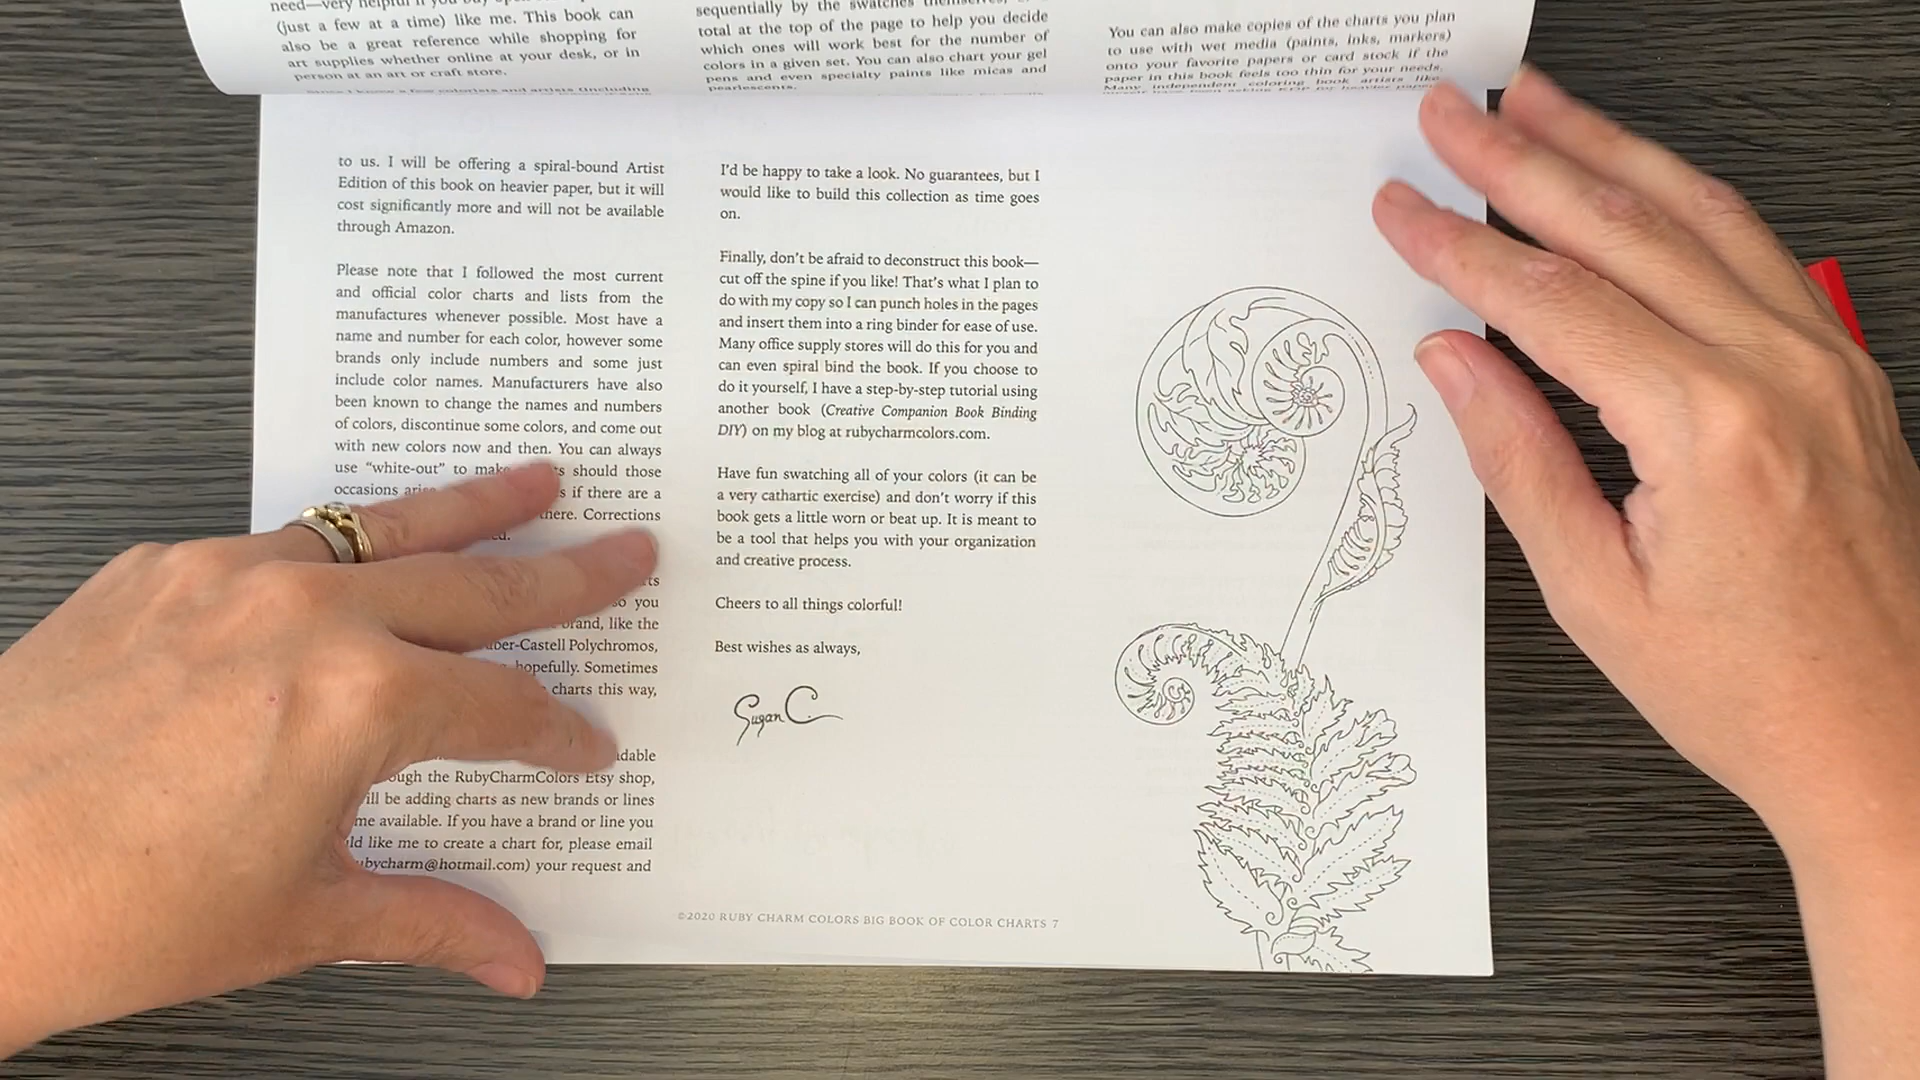 need—very helpful if you buy
(just a few at a time) like me. This book can
also be a great reference while shopping for
art supplies whether online at your desk, or in
person at an art or craft store.
sequentially by the swatches
total at the top of the page to help you decide
which ones will work best for the number of
colors in a given set. You can also chart your gel
pens and even specialty paints like micas and
pearlescents.
You can also make copies of the charts you plan
to use with wet media (paints, inks, markers)
onto your favorite papers or card stock if the
paper in this book feels too thin for your needs.
Many independent coloring book artists like
to us. I will be offering a spiral-bound Artist
Edition of this book on heavier paper, but it will
cost significantly more and will not be available
through Amazon.
Please note that I followed the most current
and official color charts and lists from the
manufactures whenever possible. Most have a
name and number for each color, however some
brands only include numbers and some just
include color names. Manufacturers have also
been known to change the names and numbers
of colors, discontinue some colors, and come out
with new colors now and then. You can always
use “white-out” to make should those
occasions if there are a
there. Corrections
so you
brand, like the
Polychromos,
hopefully. Sometimes
charts this way,
the RubyCharmColors Etsy shop,
be adding charts as new brands or lines
available. If you have a brand or line you
like me to create a chart for, please email
your request and
I’d be happy to take a look. No guarantees, but I
would like to build this collection as time goes
on.
Finally, don’t be afraid to deconstruct this book—
cut off the spine if you like! That’s what I plan to
do with my copy so I can punch holes in the pages
and insert them into a ring binder for ease of use.
Many office supply stores will do this for you and
can even spiral bind the book. If you choose to
do it yourself, I have a step-by-step tutorial using
another book (Creative Companion Book Binding
DIY) on my blog at rubycharmcolors.com.
Have fun swatching all of your colors (it can be
a very cathartic exercise) and don’t worry if this
book gets a little worn or beat up. It is meant to
be a tool that helps you with your organization
and creative process.
Cheers to all things colorful!
Best wishes as always,
Susan C.
©2020 RUBY CHARM COLORS BIG BOOK OF COLOR CHARTS 7